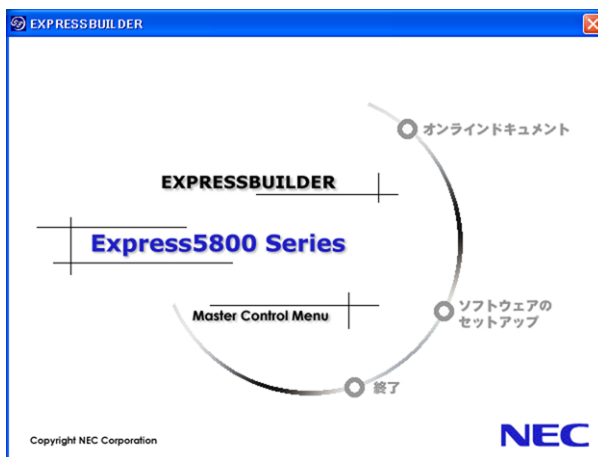 EXPRESSBUILDER
オンラインドキュメント
EXPRESSBUILDER
Express5800 Series
ソフトウェアの
セットアップ
Master Control Menu
終了
Copyright NEC Corporation
NEC